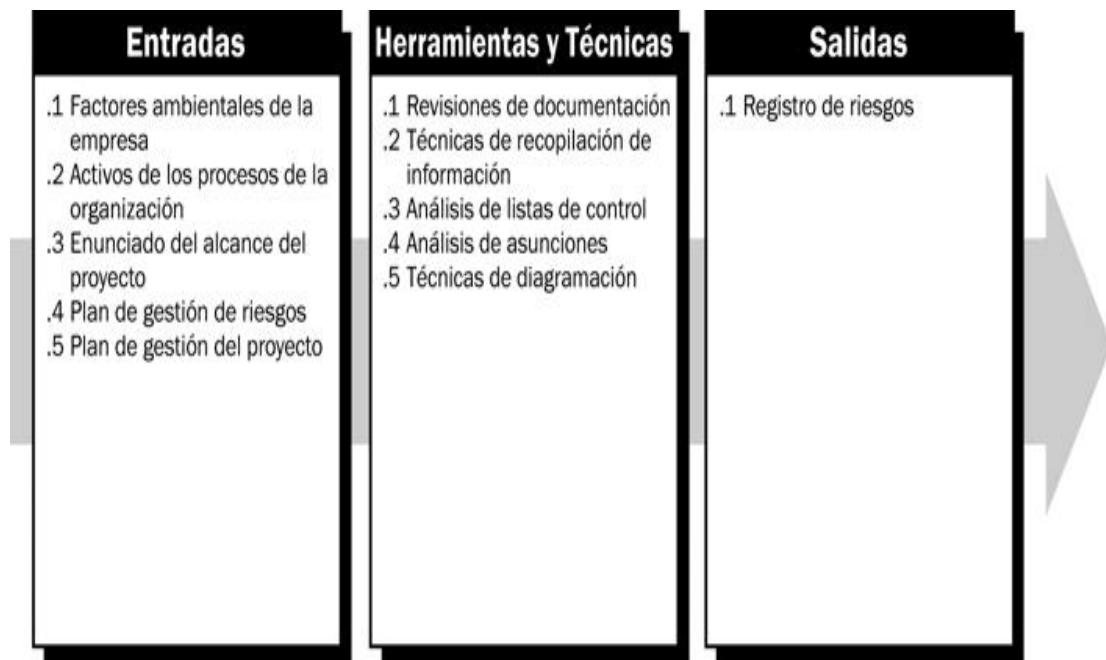 Entradas
.1 Factores ambientales de la
empresa
.2 Activos de los procesos de la
organización
.3 Enunciado del alcance del
proyecto
.4 Plan de gestión de riesgos
.5 Plan de gestión del proyecto
Herramientas y Técnicas
.1 Revisiones de documentación
.2 Técnicas de recopilación de
información
.3 Análisis de listas de control
.4 Análisis de asunciones
.5 Técnicas de diagramación
Salidas
.1 Registro de riesgos